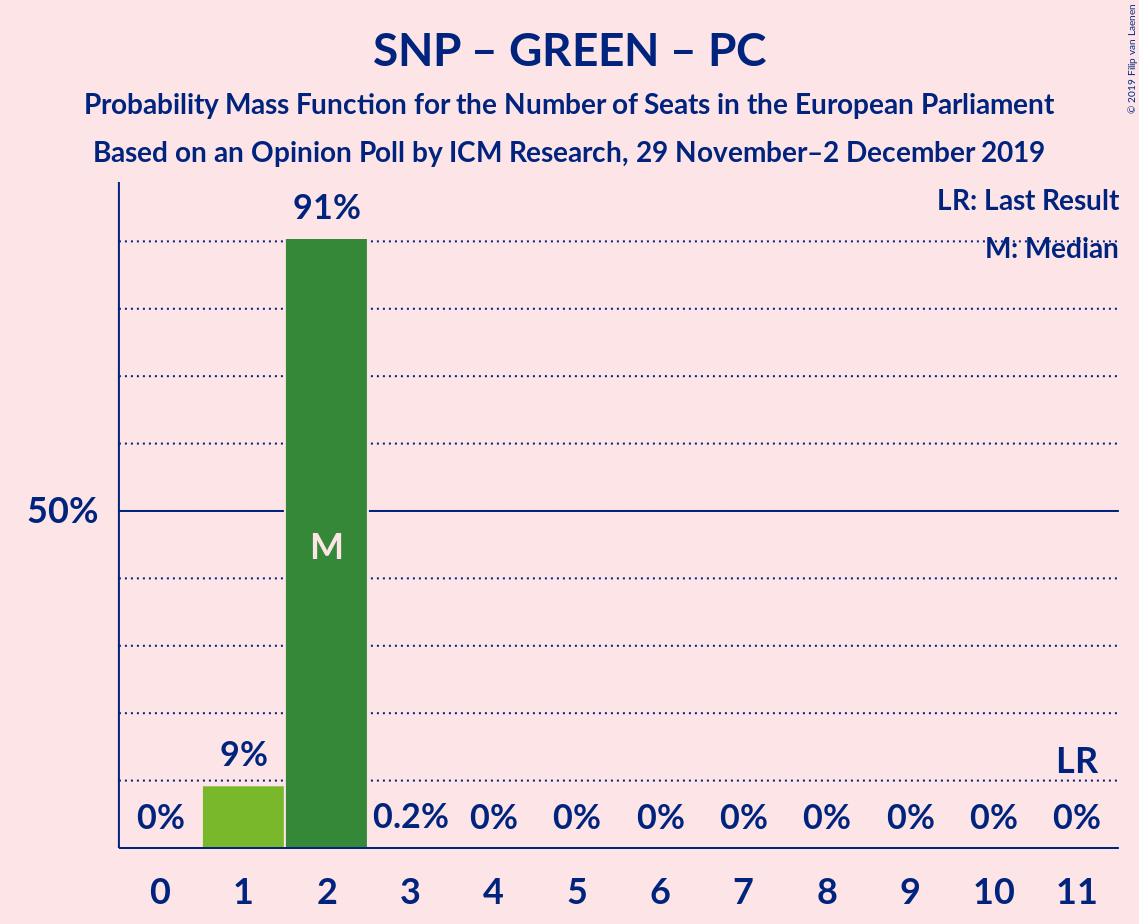 SNP – GREEN – PC
Probability Mass Function for the Number of Seats in the European Parliament
Based on an Opinion Poll by ICM Research, 29 November–2 December 2019
© 2019 Filip van Laenen
LR: Last Result
M: Median
91%
50%
M
9%
LR
0% 0.2% 0% 0% 0% 0% 0% 0% 0% 0%
0 1 2 3 4 5 6 7 8 9 10 11